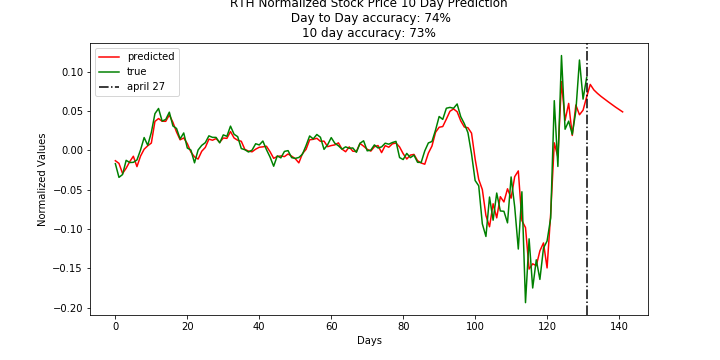 RTH Normalized Stock Price 10 Day Prediction
Day to Day accuracy: 74%
10 day accuracy: 73%
predicted
true
april 27
Normalized Values
0.10
0.05
0.00
−0.05
−0.10
−0.15
−0.20
0 20 40 60 80 100 120 140
Days